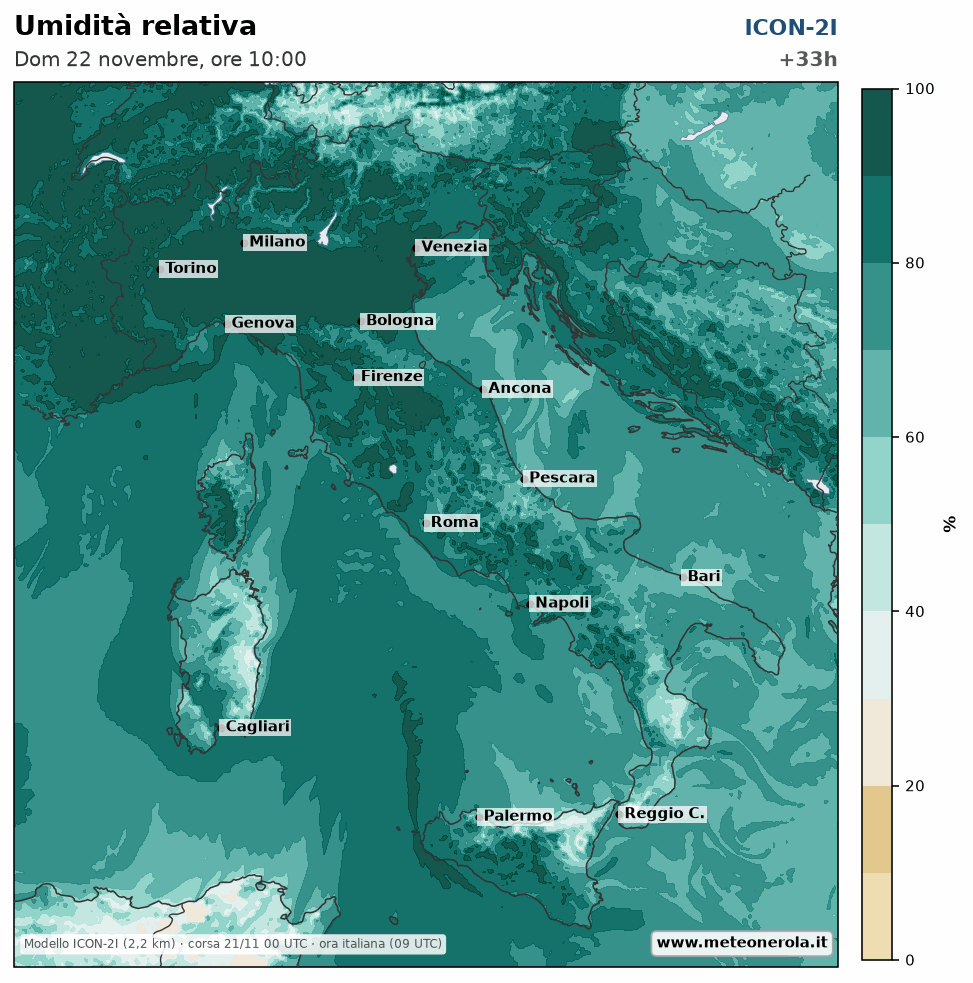 Umidità relativa
ICON-2I
Dom 22 novembre, ore 10:00
+33h
100
80
60
40
20
0
%
Milano
Venezia
Torino
Genova
Bologna
Firenze
Ancona
Pescara
Roma
Bari
Napoli
Cagliari
Palermo
Reggio C.
Modello ICON-2I (2,2 km) · corsa 21/11 00 UTC · ora italiana (09 UTC)
www.meteonerola.it